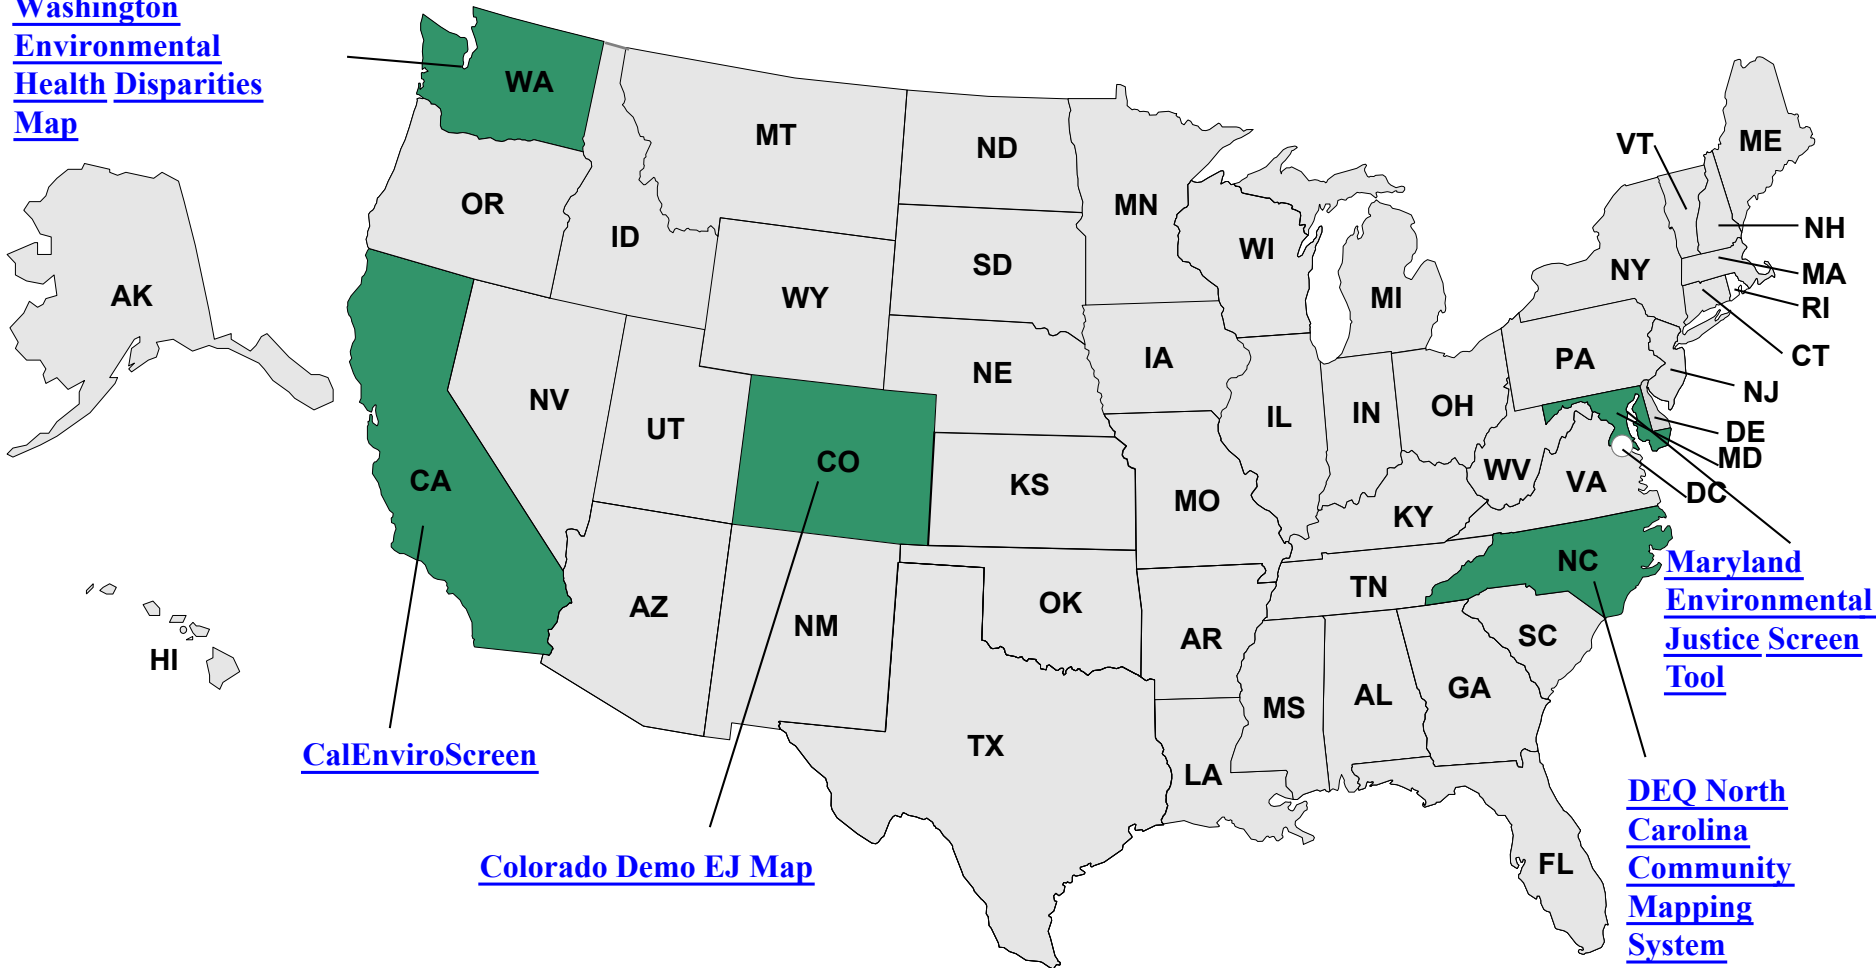 Washington
Environmental
Health Disparities
Map
WA
MT
ND
MN
VT
ME
OR
ID
SD
WI
NY
NH
MA
RI
AK
WY
MI
CT
NE
IA
PA
NJ
NV
UT
CO
IL
IN
OH
DE
MD
CA
KS
MO
WV
VA
DC
KY
AZ
NM
OK
TN
NC
Maryland
Environmental
Justice Screen
Tool
HI
AR
SC
MS
AL
GA
TX
LA
CalEnviroScreen
Colorado Demo EJ Map
FL
DEQ North
Carolina
Community
Mapping
System